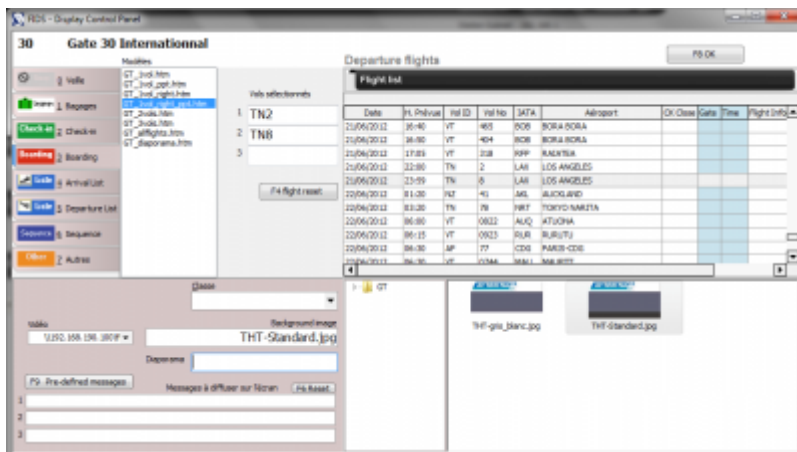 FIDS - Display Control Panel
30 Gate 30 Internationnal
Modèles
GT_1vol.htm
GT_1vol_ppt.htm
GT_1vol_right.htm
GT_1vol_right_ppt.htm
GT_2vols.htm
GT_3vols.htm
GT_allflights.htm
GT_diaporama.htm
0 Veille
1 Bagages
Check-in 2 Check-in
Boarding 3 Boarding
4 Arrival List
5 Departure List
Sequence 6 Sequence
Other 7 Autres
Vols sélectionnés
1 TN2
2 TN8
3
F4 flight reset
Departure flights
F8 OK
Flight list
Date H. Prévue Vol ID Vol No IATA Aéroport CK Close Gate Time Flight Info
21/06/2012 16:40 VT 465 BOB BORA BORA
21/06/2012 VT 404 BOB BORA BORA
21/06/2012 17:05 VT RFP RAIATEA
21/06/2012 22:00 TN 2 LAX LOS ANGELES
21/06/2012 23:59 TN 8 LAX LOS ANGELES
22/06/2012 01:20 NZ 41 AKL AUCKLAND
22/06/2012 03:20 TN 78 NRT TOKYO NARITA
22/06/2012 06:00 VT 0822 AUQ ATUONA
22/06/2012 06:15 VT 0923 RUR RURUTU
22/06/2012 06:30 AF 77 CDG PARIS-CDG
22/06/2012 06:30 VT MAU MAUPITI
Classe
Vidéo
Background image
THT-Standard.jpg
Diaporama
F9 Pre-defined messages
Messages à diffuser sur l'écran
F6 Reset
1
2
3
GT
THT-gris_blanc.jpg
THT-Standard.jpg